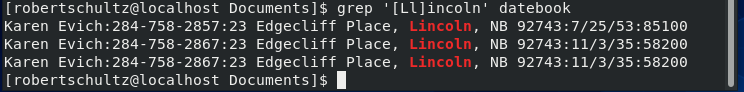 [robertschultz@localhost Documents]$ grep '[Ll]incoln' datebook
Karen Evich:284-758-2857:23 Edgecliff Place, Lincoln, NB 92743:7/25/53:85100
Karen Evich:284-758-2867:23 Edgecliff Place, Lincoln, NB 92743:11/3/35:58200
Karen Evich:284-758-2867:23 Edgecliff Place, Lincoln, NB 92743:11/3/35:58200
[robertschultz@localhost Documents]$